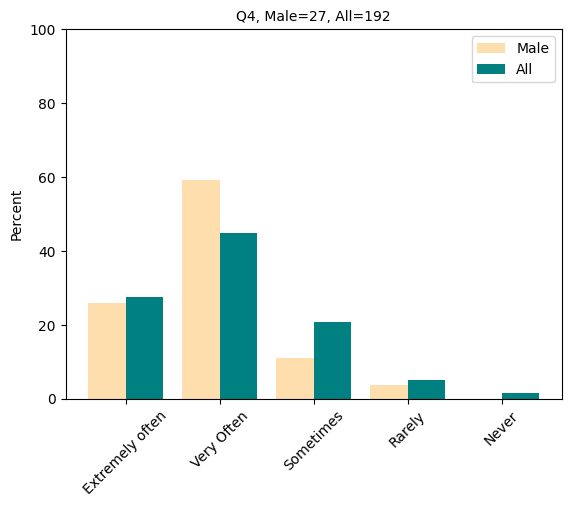 Q4, Male=27, All=192
Male
All
Percent
100
80
60
40
20
0
Extremely often
Very Often
Sometimes
Rarely
Never